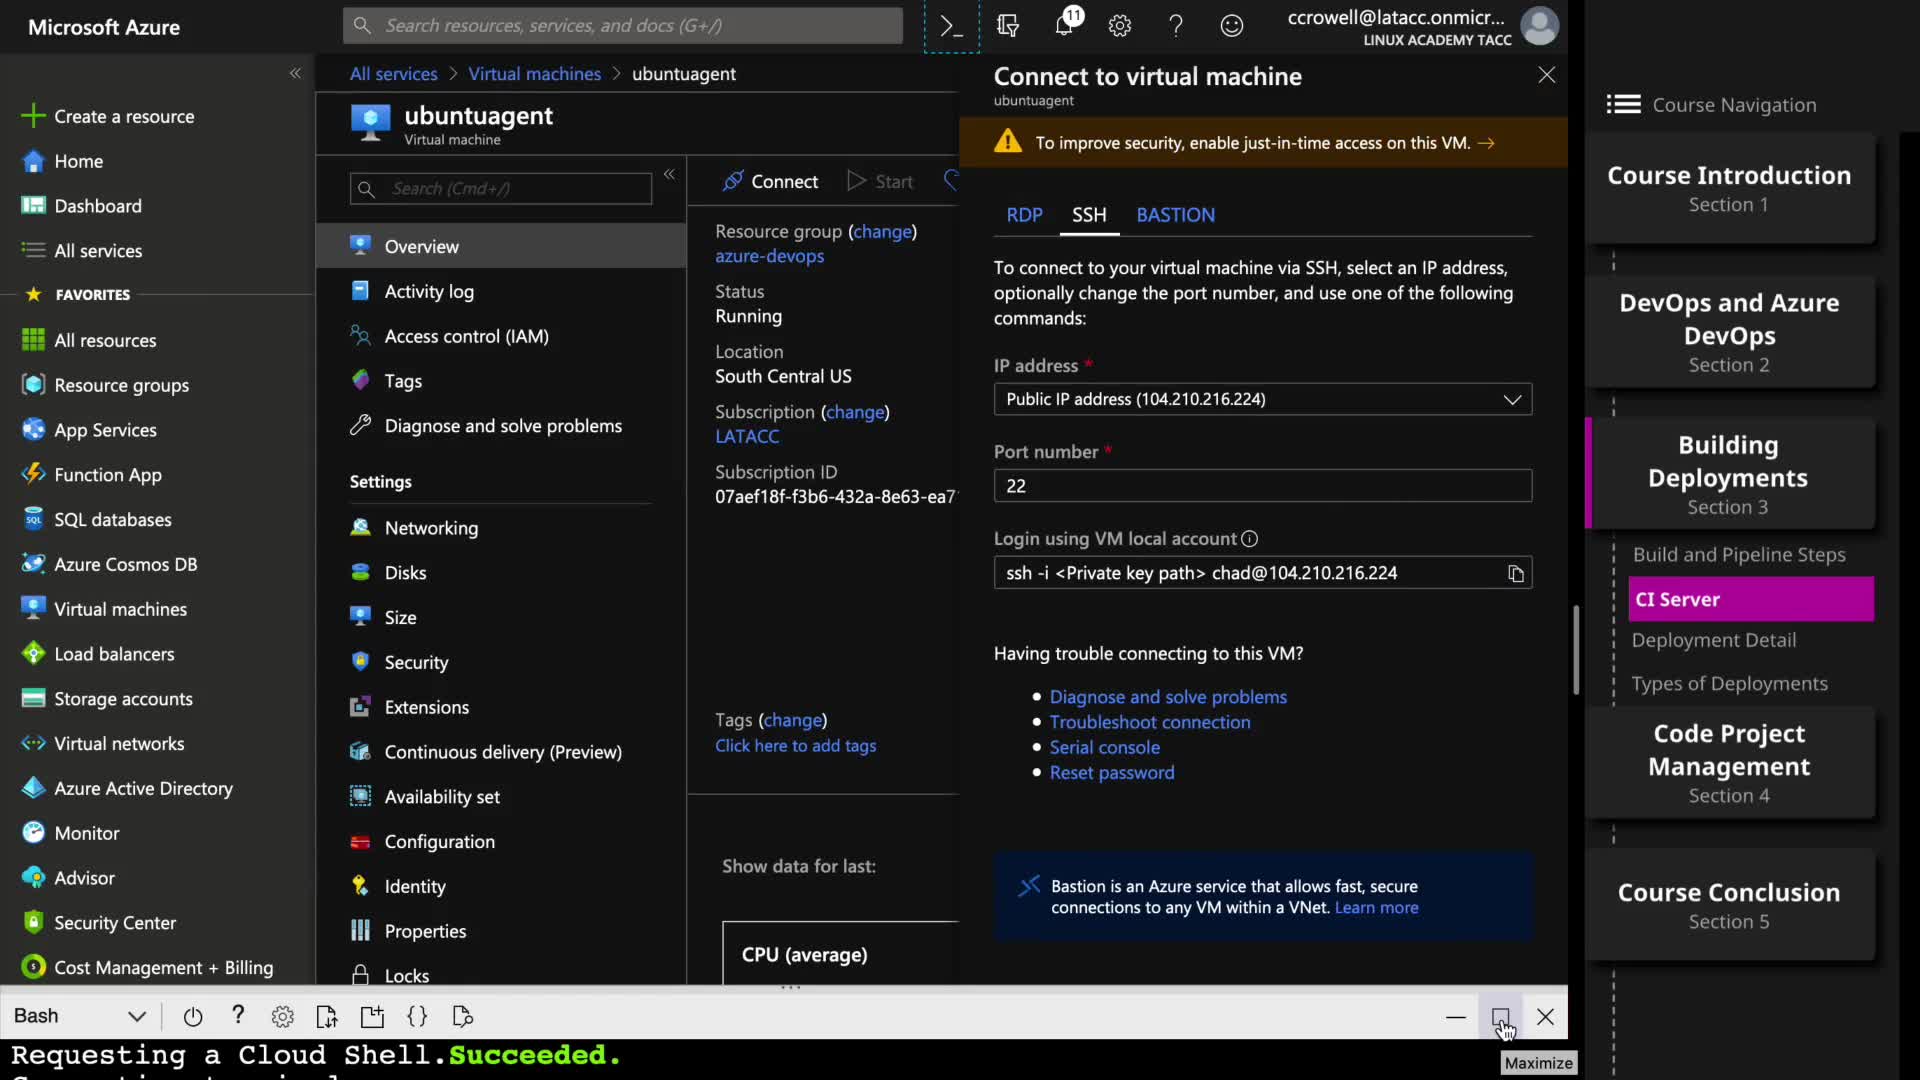 Microsoft Azure
Search resources, services, and docs (G+/)
11
ccrowell@latacc.onmicr...
LINUX ACADEMY TACC
Create a resource
Home
Dashboard
All services
FAVORITES
All resources
Resource groups
App Services
Function App
SQL databases
Azure Cosmos DB
Virtual machines
Load balancers
Storage accounts
Virtual networks
Azure Active Directory
Monitor
Advisor
Security Center
Cost Management + Billing
All services > Virtual machines > ubuntuagent
ubuntuagent
Virtual machine
Search (Cmd+/)
Overview
Activity log
Access control (IAM)
Tags
Diagnose and solve problems
Settings
Networking
Disks
Size
Security
Extensions
Continuous delivery (Preview)
Availability set
Configuration
Identity
Properties
Locks
Connect Start
Resource group (change)
azure-devops
Status
Running
Location
South Central US
Subscription (change)
LATACC
Subscription ID
07aef18f-f3b6-432a-8e63-ea7
Tags (change)
Click here to add tags
Show data for last:
CPU (average)
Connect to virtual machine
ubuntuagent
To improve security, enable just-in-time access on this VM. →
RDP SSH BASTION
To connect to your virtual machine via SSH, select an IP address,
optionally change the port number, and use one of the following
commands:
IP address *
Public IP address (104.210.216.224)
Port number *
22
Login using VM local account
ssh -i <Private key path> chad@104.210.216.224
Having trouble connecting to this VM?
Diagnose and solve problems
Troubleshoot connection
Serial console
Reset password
Bastion is an Azure service that allows fast, secure
connections to any VM within a VNet. Learn more
Course Navigation
Course Introduction
Section 1
DevOps and Azure
DevOps
Section 2
Building
Deployments
Section 3
Build and Pipeline Steps
CI Server
Deployment Detail
Types of Deployments
Code Project
Management
Section 4
Course Conclusion
Section 5
Bash
Maximize
Requesting a Cloud Shell.Succeeded.